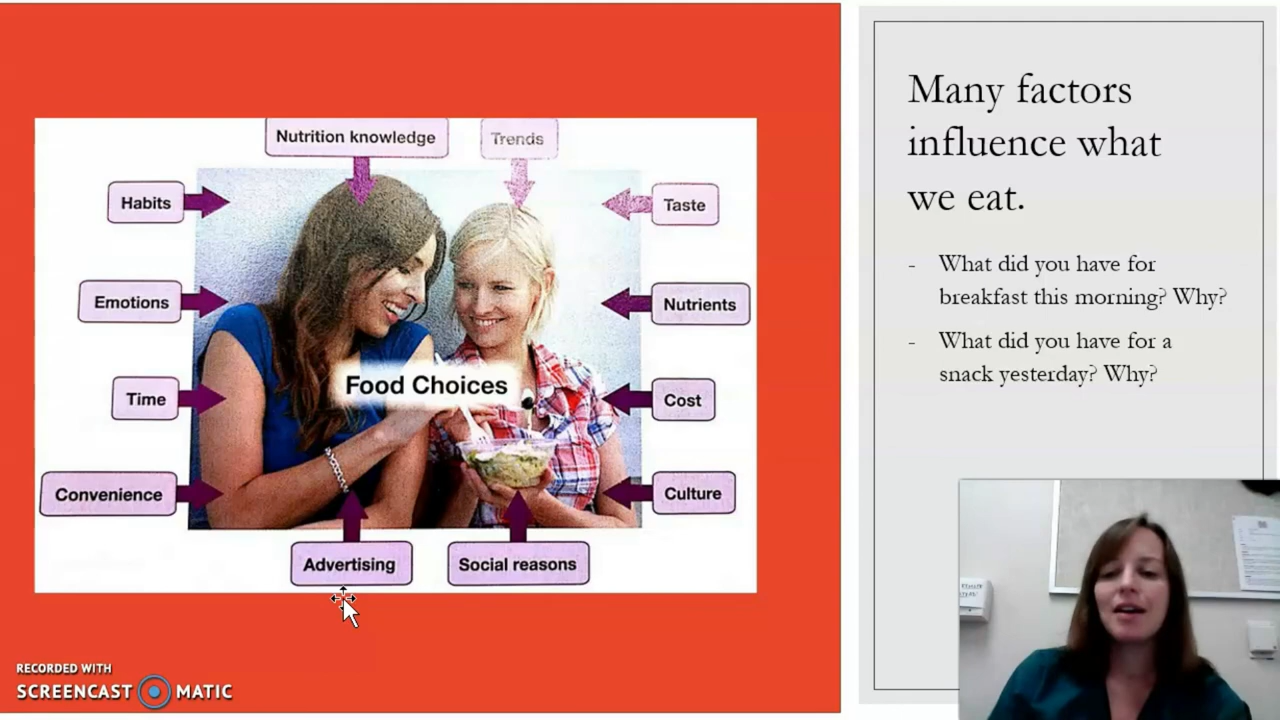 Nutrition knowledge
Trends
Habits
Taste
Emotions
Nutrients
Food Choices
Time
Cost
Convenience
Culture
Advertising
Social reasons
RECORDED WITH
SCREENCAST MATIC
Many factors
influence what
we eat.
- What did you have for
breakfast this morning? Why?
- What did you have for a
snack yesterday? Why?